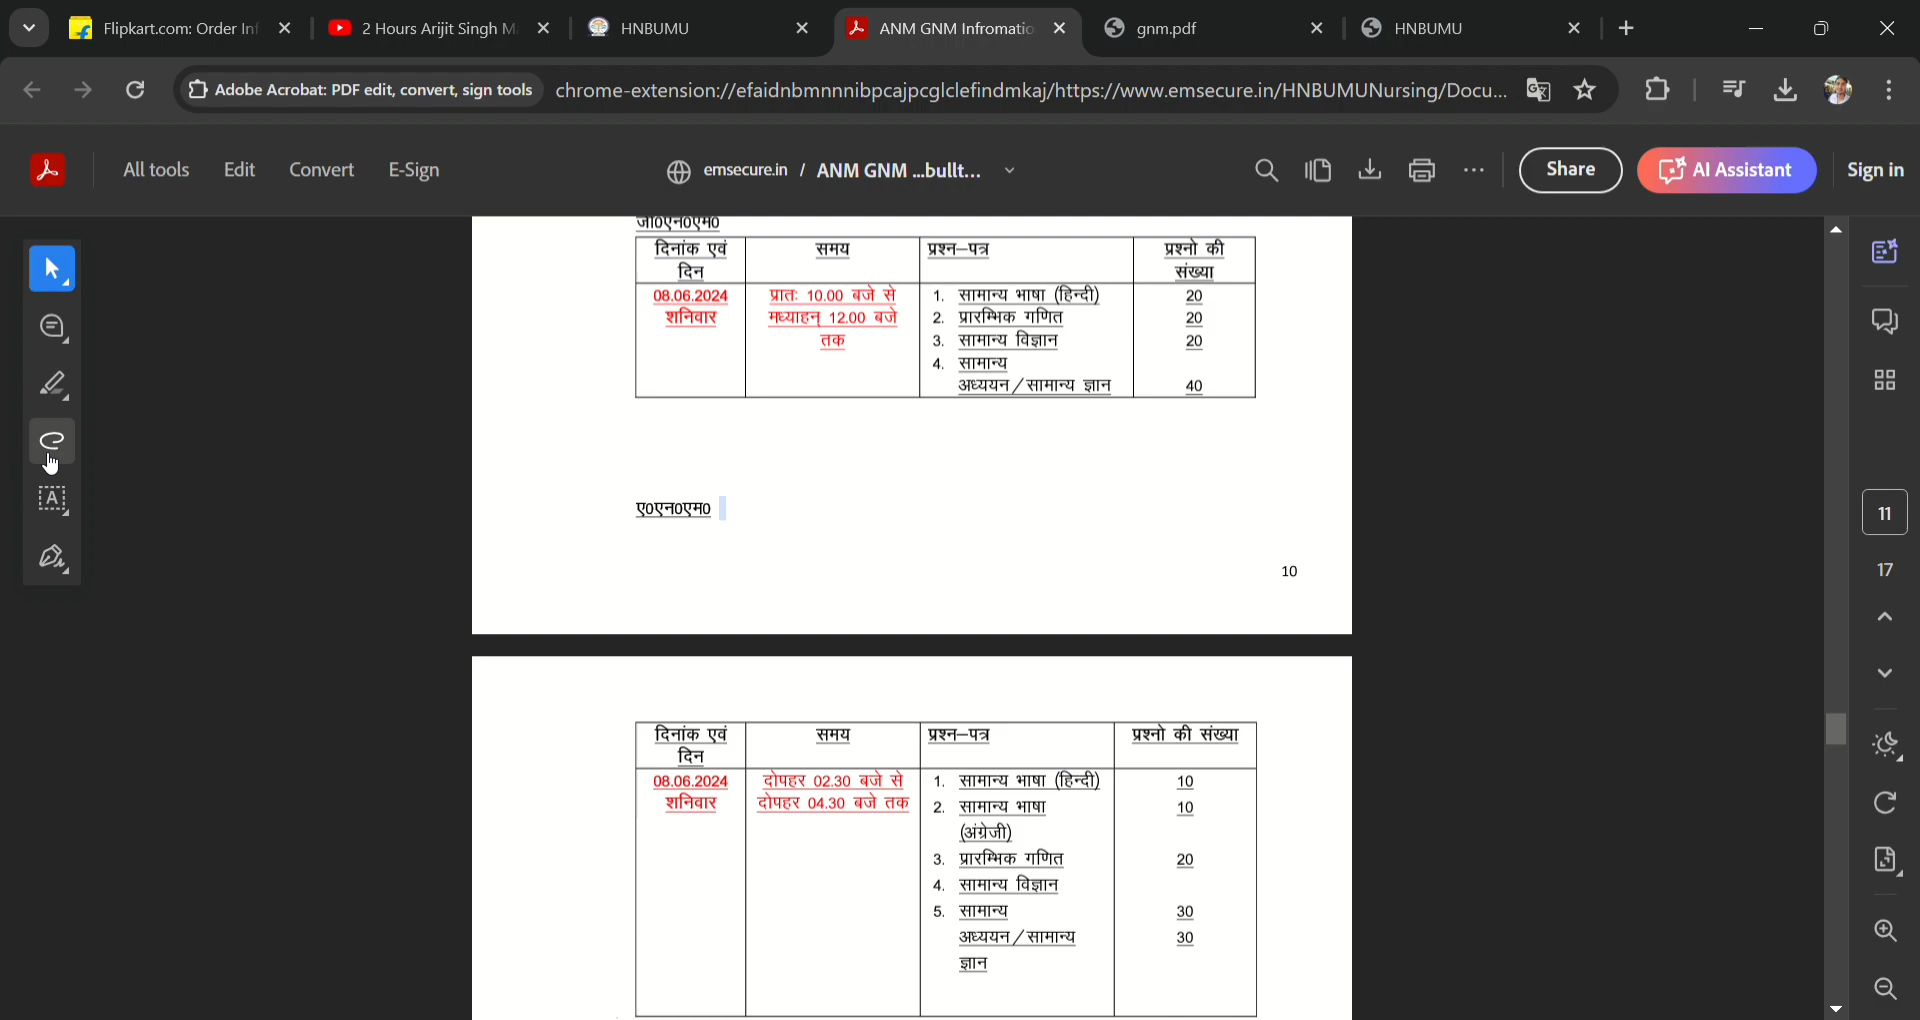 Flipkart.com: Order Inf
2 Hours Arijit Singh M
HNBUMU
ANM GNM Infromatio
gnm.pdf
HNBUMU
Adobe Acrobat: PDF edit, convert, sign tools
chrome-extension://efaidnbmnnnibpcajpcglclefindmkaj/https://www.emsecure.in/HNBUMUNursing/Docu...
All tools
Edit
Convert
E-Sign
emsecure.in / ANM GNM ...bullt...
Share
AI Assistant
Sign in
जी0एन0एम0
दिनांक एवं दिन | समय | प्रश्न–पत्र | प्रश्नो की संख्या
08.06.2024 प्रातः 10.00 बजे से 1. सामान्य भाषा (हिन्दी) 20
शनिवार मध्याहन् 12.00 बजे 2. प्रारम्भिक गणित 20
तक 3. सामान्य विज्ञान 20
4. सामान्य
अध्ययन/सामान्य ज्ञान 40
ए0एन0एम0
10
दिनांक एवं समय प्रश्न–पत्र प्रश्नो की संख्या
दिन
08.06.2024 दोपहर 02.30 बजे से 1. सामान्य भाषा (हिन्दी) 10
शनिवार दोपहर 04.30 बजे तक 2. सामान्य भाषा 10
(अंग्रेजी)
3. प्रारम्भिक गणित 20
4. सामान्य विज्ञान
5. सामान्य 30
अध्ययन/सामान्य 30
ज्ञान
11
17